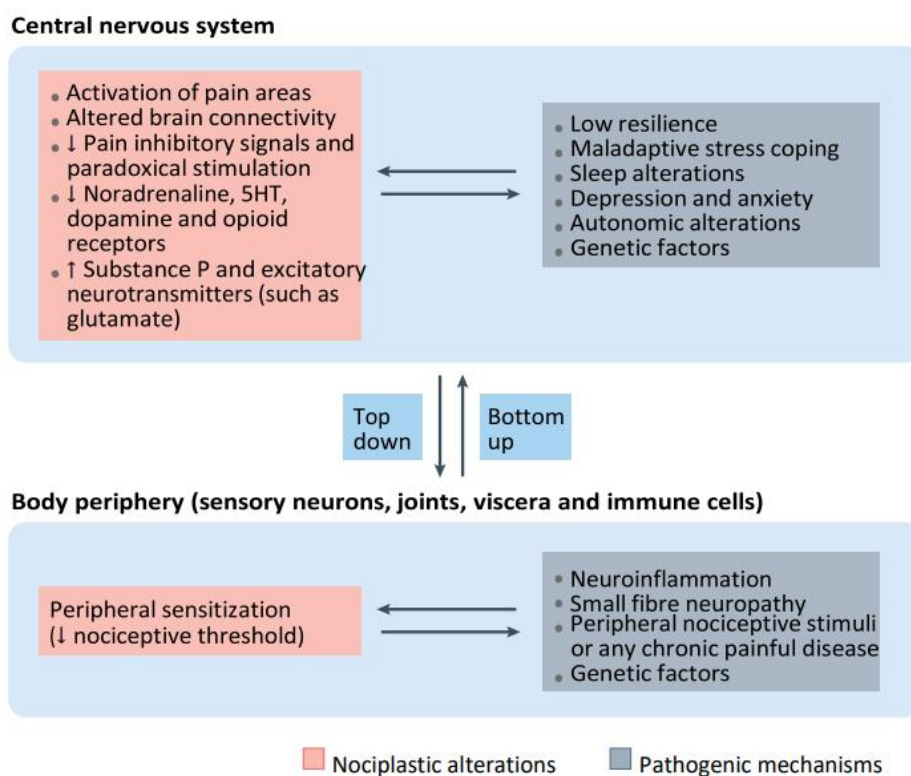 Central nervous system
• Activation of pain areas
• Altered brain connectivity
• ↓ Pain inhibitory signals and
paradoxical stimulation
• ↓ Noradrenaline, 5HT,
dopamine and opioid
receptors
• ↑ Substance P and excitatory
neurotransmitters (such as
glutamate)
• Low resilience
• Maladaptive stress coping
• Sleep alterations
• Depression and anxiety
• Autonomic alterations
• Genetic factors
Top
down
Bottom
up
Body periphery (sensory neurons, joints, viscera and immune cells)
Peripheral sensitization
(↓ nociceptive threshold)
• Neuroinflammation
• Small fibre neuropathy
• Peripheral nociceptive stimuli
or any chronic painful disease
• Genetic factors
Nociplastic alterations
Pathogenic mechanisms